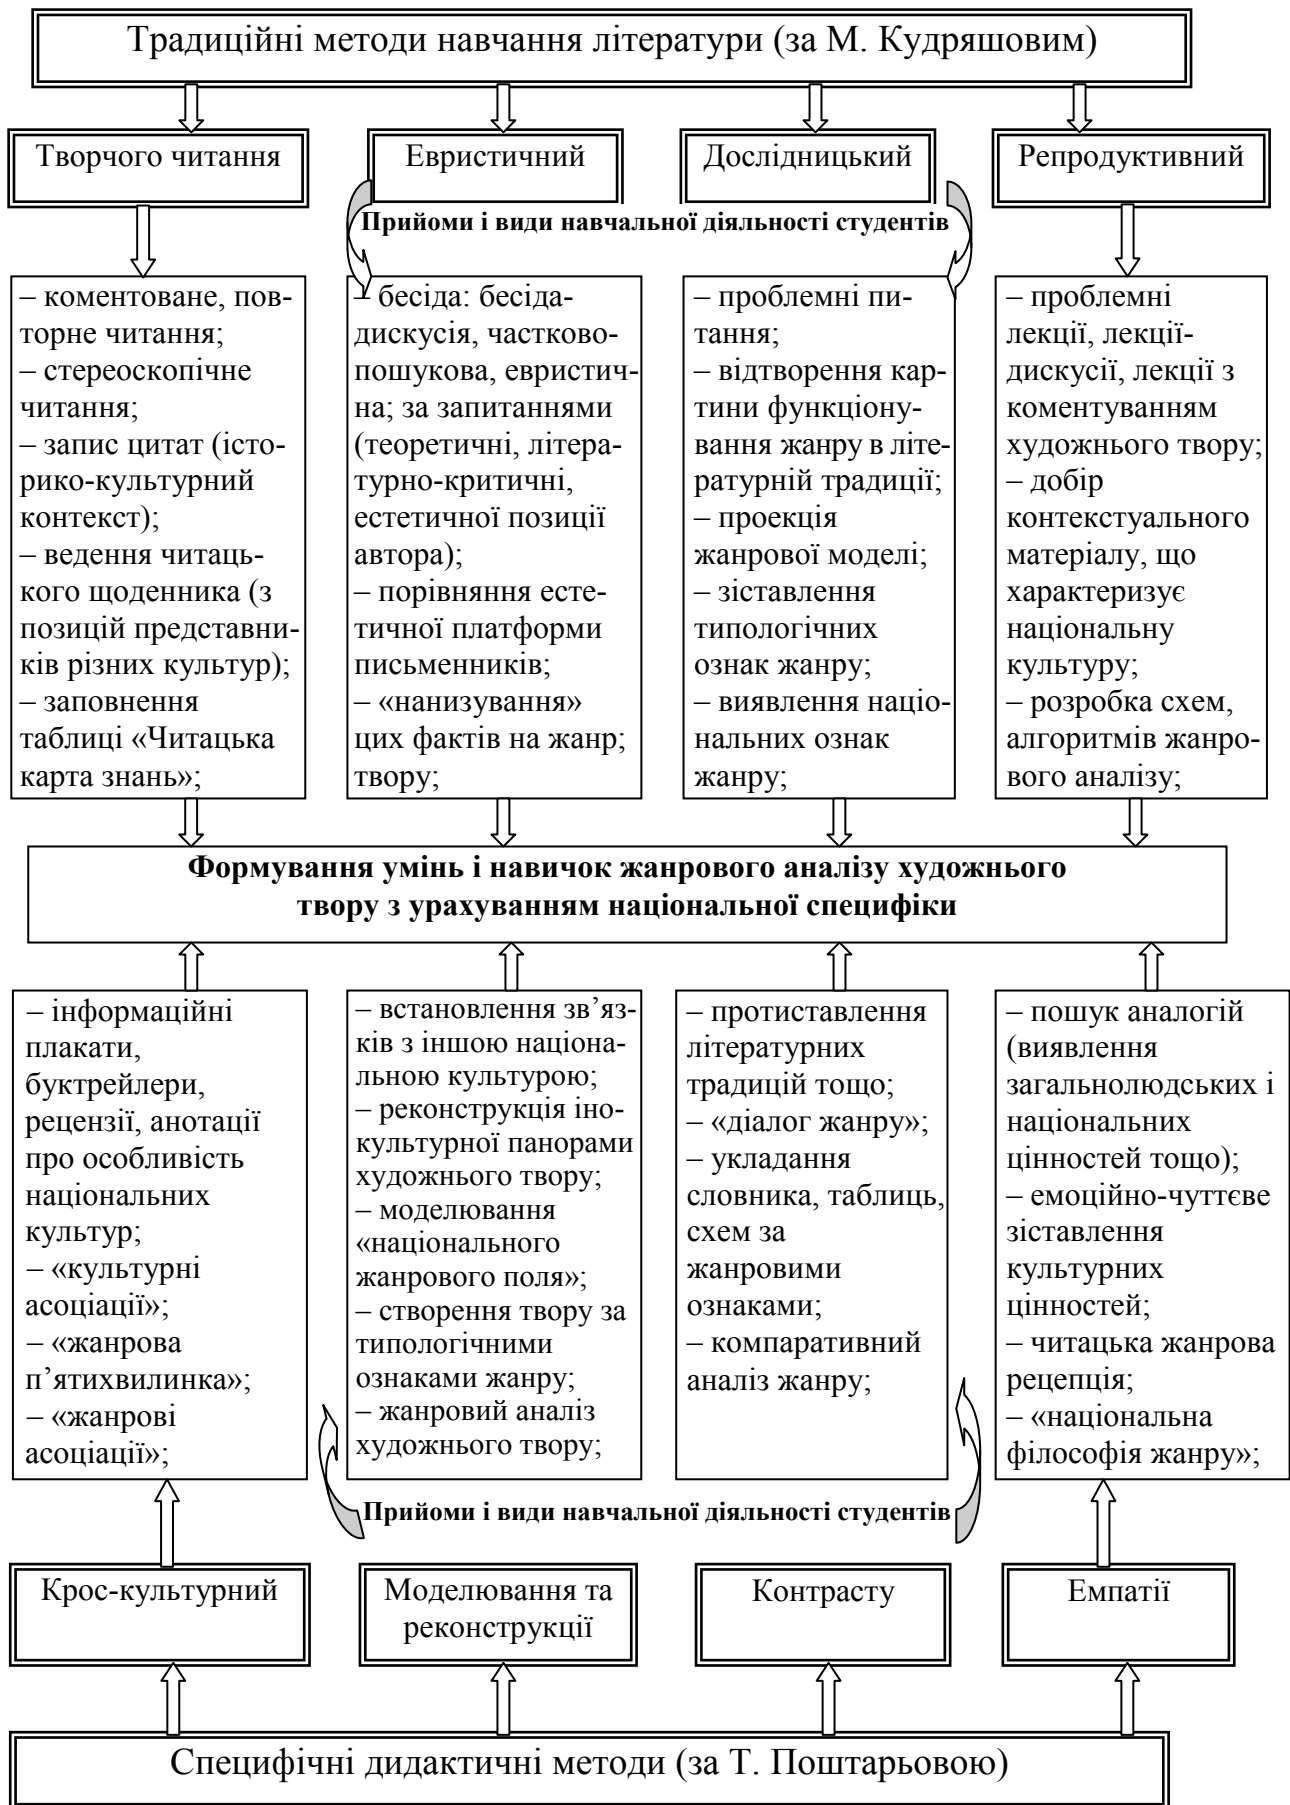 Традиційні методи навчання літератури (за М. Кудряшовим)
Творчого читання
Евристичний
Дослідницький
Репродуктивний
Прийоми і види навчальної діяльності студентів
– коментоване, пов-
торне читання;
– стереоскопічне
читання;
– запис цитат (істо-
рико-культурний
контекст);
– ведення читаць-
кого щоденника (з
позицій представни-
ків різних культур);
– заповнення
таблиці «Читацька
карта знань»;
– бесіда: бесіда-
дискусія, частково-
пошукова, евристич-
на; за запитаннями
(теоретичні, літера-
турно-критичні,
естетичної позиції
автора);
– порівняння есте-
тичної платформи
письменників;
– «нанизування»
цих фактів на жанр;
твору;
– проблемні пи-
тання;
– відтворення кар-
тини функціону-
вання жанру в літе-
ратурній традиції;
– проекція
жанрової моделі;
– зіставлення
типологічних
ознак жанру;
– виявлення націо-
нальних ознак
жанру;
– проблемні
лекції, лекції-
дискусії, лекції з
коментуванням
художнього твору;
– добір
контекстуального
матеріалу, що
характеризує
національну
культуру;
– розробка схем,
алгоритмів жанро-
вого аналізу;
Формування умінь і навичок жанрового аналізу художнього
твору з урахуванням національної специфіки
– інформаційні
плакати,
буктрейлери,
рецензії, анотації
про особливість
національних
культур;
– «культурні
асоціації»;
– «жанрова
п’ятихвилинка»;
– «жанрові
асоціації»;
– встановлення зв’яз-
ків з іншою націона-
льною культурою;
– реконструкція іно-
культурної панорами
художнього твору;
– моделювання
«національного
жанрового поля»;
– створення твору за
типологічними
ознаками жанру;
– жанровий аналіз
художнього твору;
– протиставлення
літературних
традицій тощо;
– «діалог жанру»;
– укладання
словника, таблиць,
схем за
жанровими
ознаками;
– компаративний
аналіз жанру;
– пошук аналогій
(виявлення
загальнолюдських і
національних
цінностей тощо);
– емоційно-чуттєве
зіставлення
культурних
цінностей;
– читацька жанрова
рецепція;
– «національна
філософія жанру»;
Прийоми і види навчальної діяльності студентів
Крос-культурний
Моделювання та
реконструкції
Контрасту
Емпатії
Специфічні дидактичні методи (за Т. Поштарьовою)